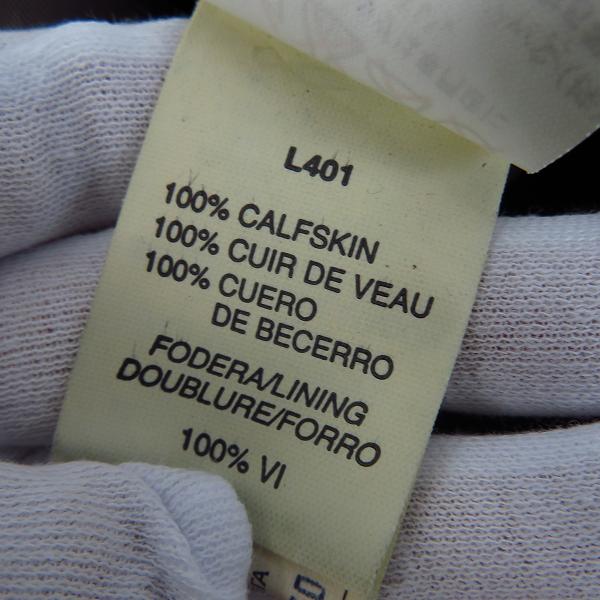 L401
100% CALFSKIN
100% CUIR DE VEAU
100% CUERO
DE BECERRO
FODERA/LINING
DOUBLURE/FORRO
100% VI